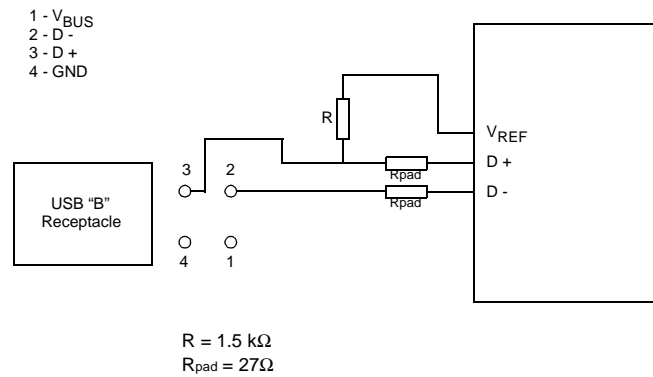 1 - VBUS
2 - D -
3 - D +
4 - GND
R
VREF
D +
Rpad
D -
Rpad
3
2
USB “B”
Receptacle
4
1
R = 1.5 kΩ
Rpad = 27Ω